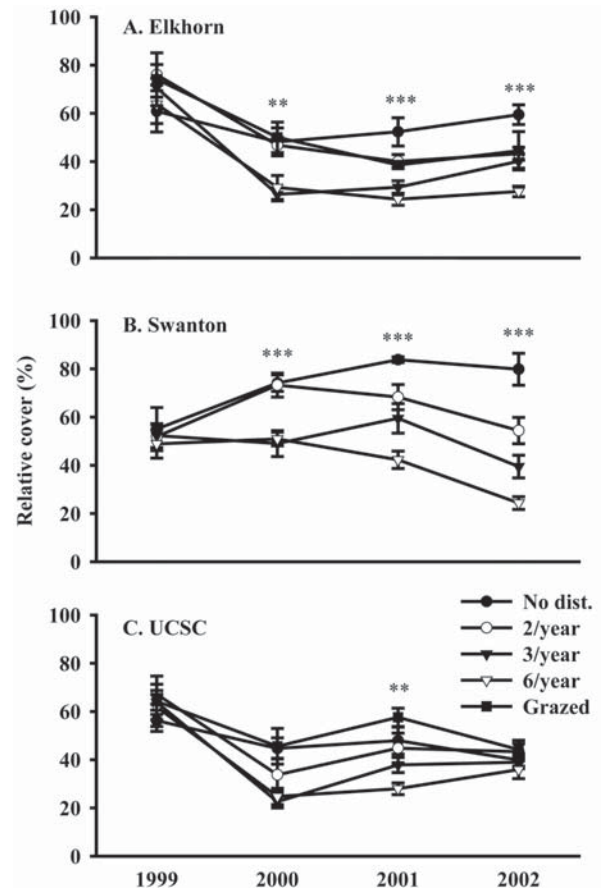 A. Elkhorn
100
80
60
40
20
0
** *** ***
B. Swanton
100
80
60
40
20
0
*** *** ***
Relative cover (%)
C. UCSC
100
80
60
40
20
0
**
No dist.
2/year
3/year
6/year
Grazed
1999 2000 2001 2002